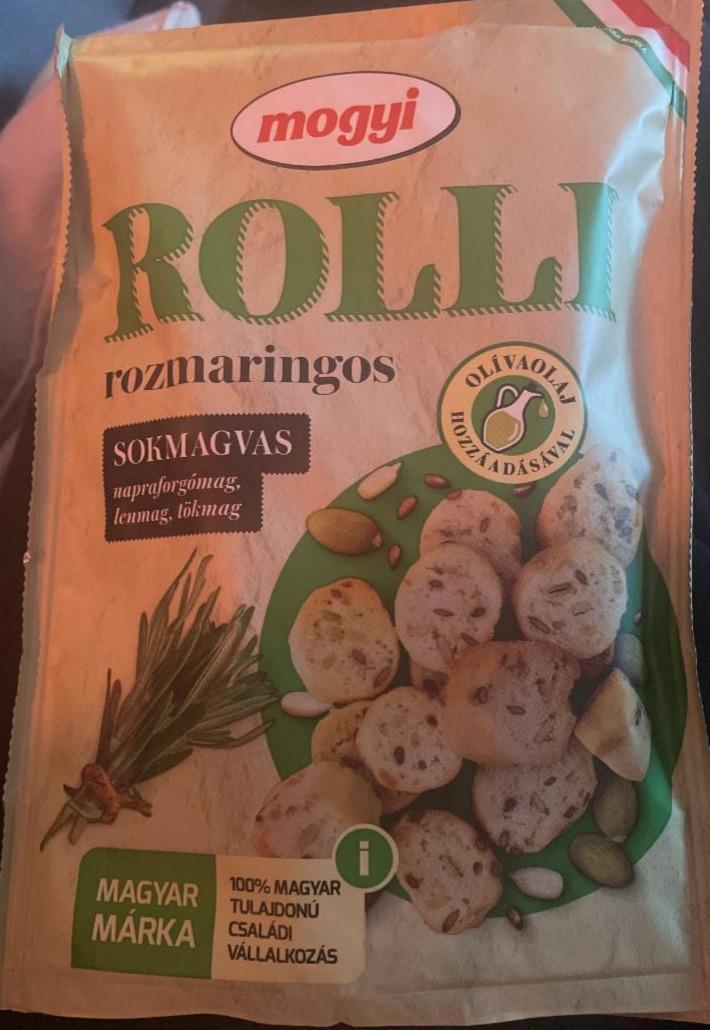 mogyi
ROLLI
rozmaringos
OLÍVAOLAJ
HOZZÁADÁSÁVAL
SOKMAGVAS
napraforgómag,
lenmag, tökmag
i
MAGYAR
MÁRKA
100% MAGYAR
TULAJDONÚ
CSALÁDI
VÁLLALKOZÁS